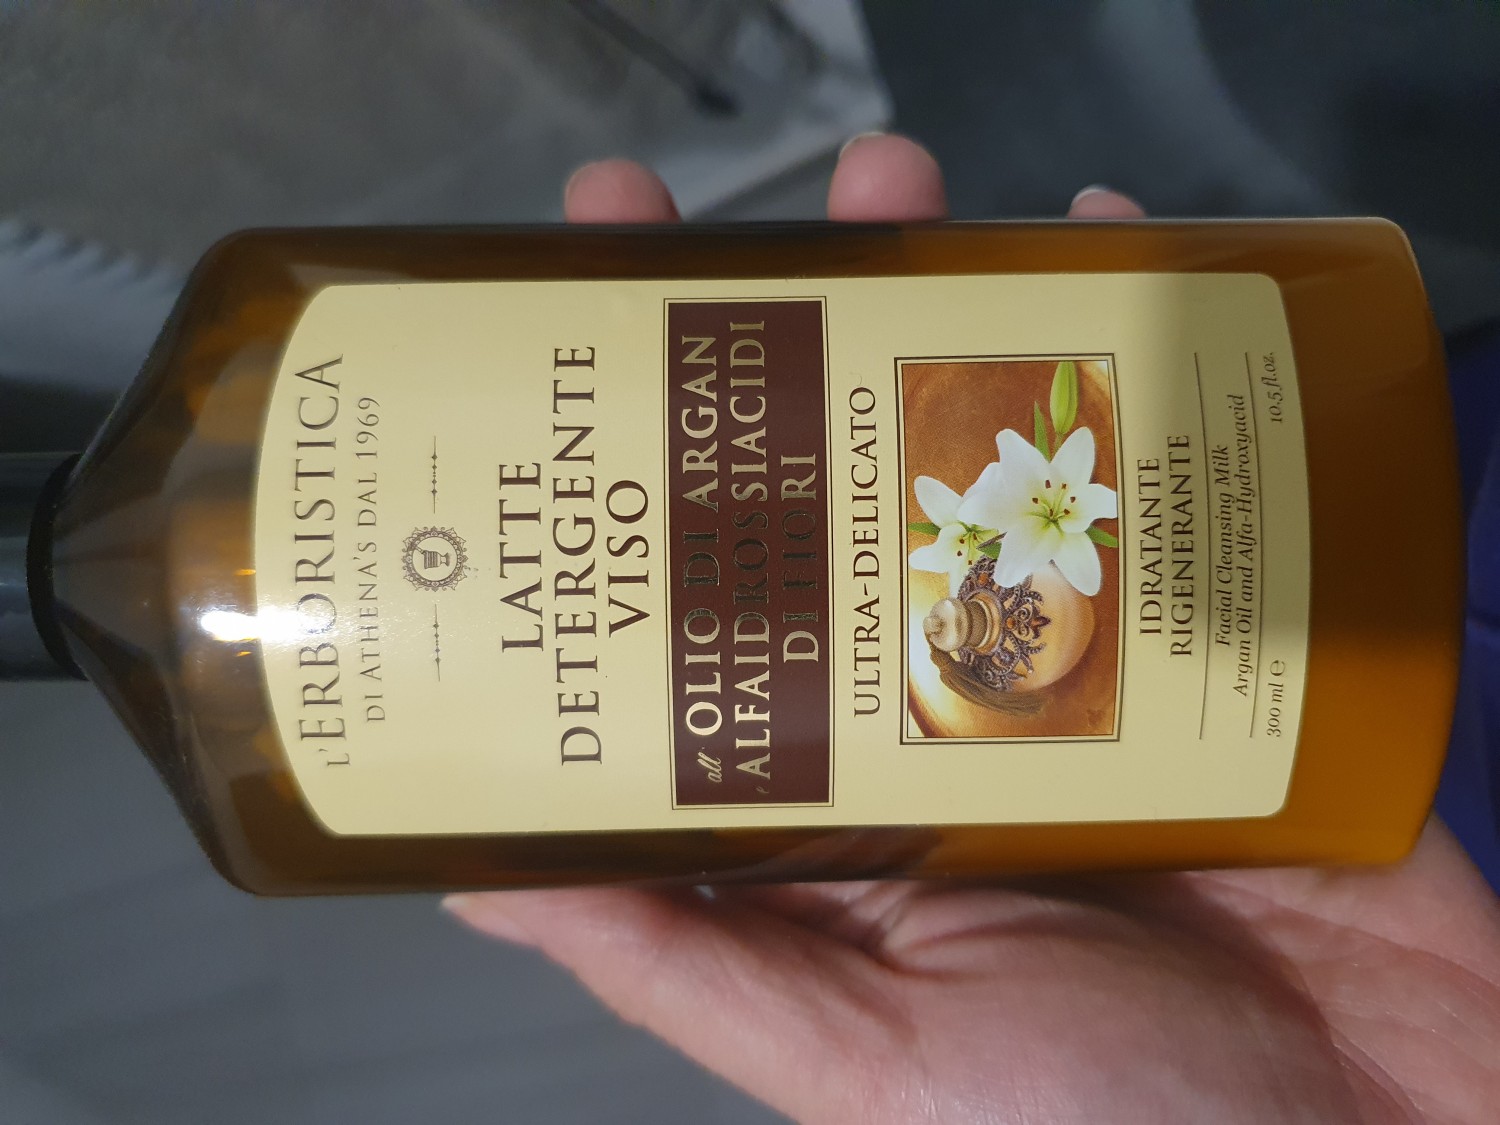 L'ERBORISTICA
DI ATHENA'S DAL 1969
LATTE
DETERGENTE
VISO
all' OLIO DI ARGAN
e ALFAIDROSSIACIDI
DI FIORI
ULTRA-DELICATO
IDRATANTE
RIGENERANTE
Facial Cleansing Milk
Argan Oil and Alfa-Hydroxyacid
300 ml ℮ 10.5 fl.oz.